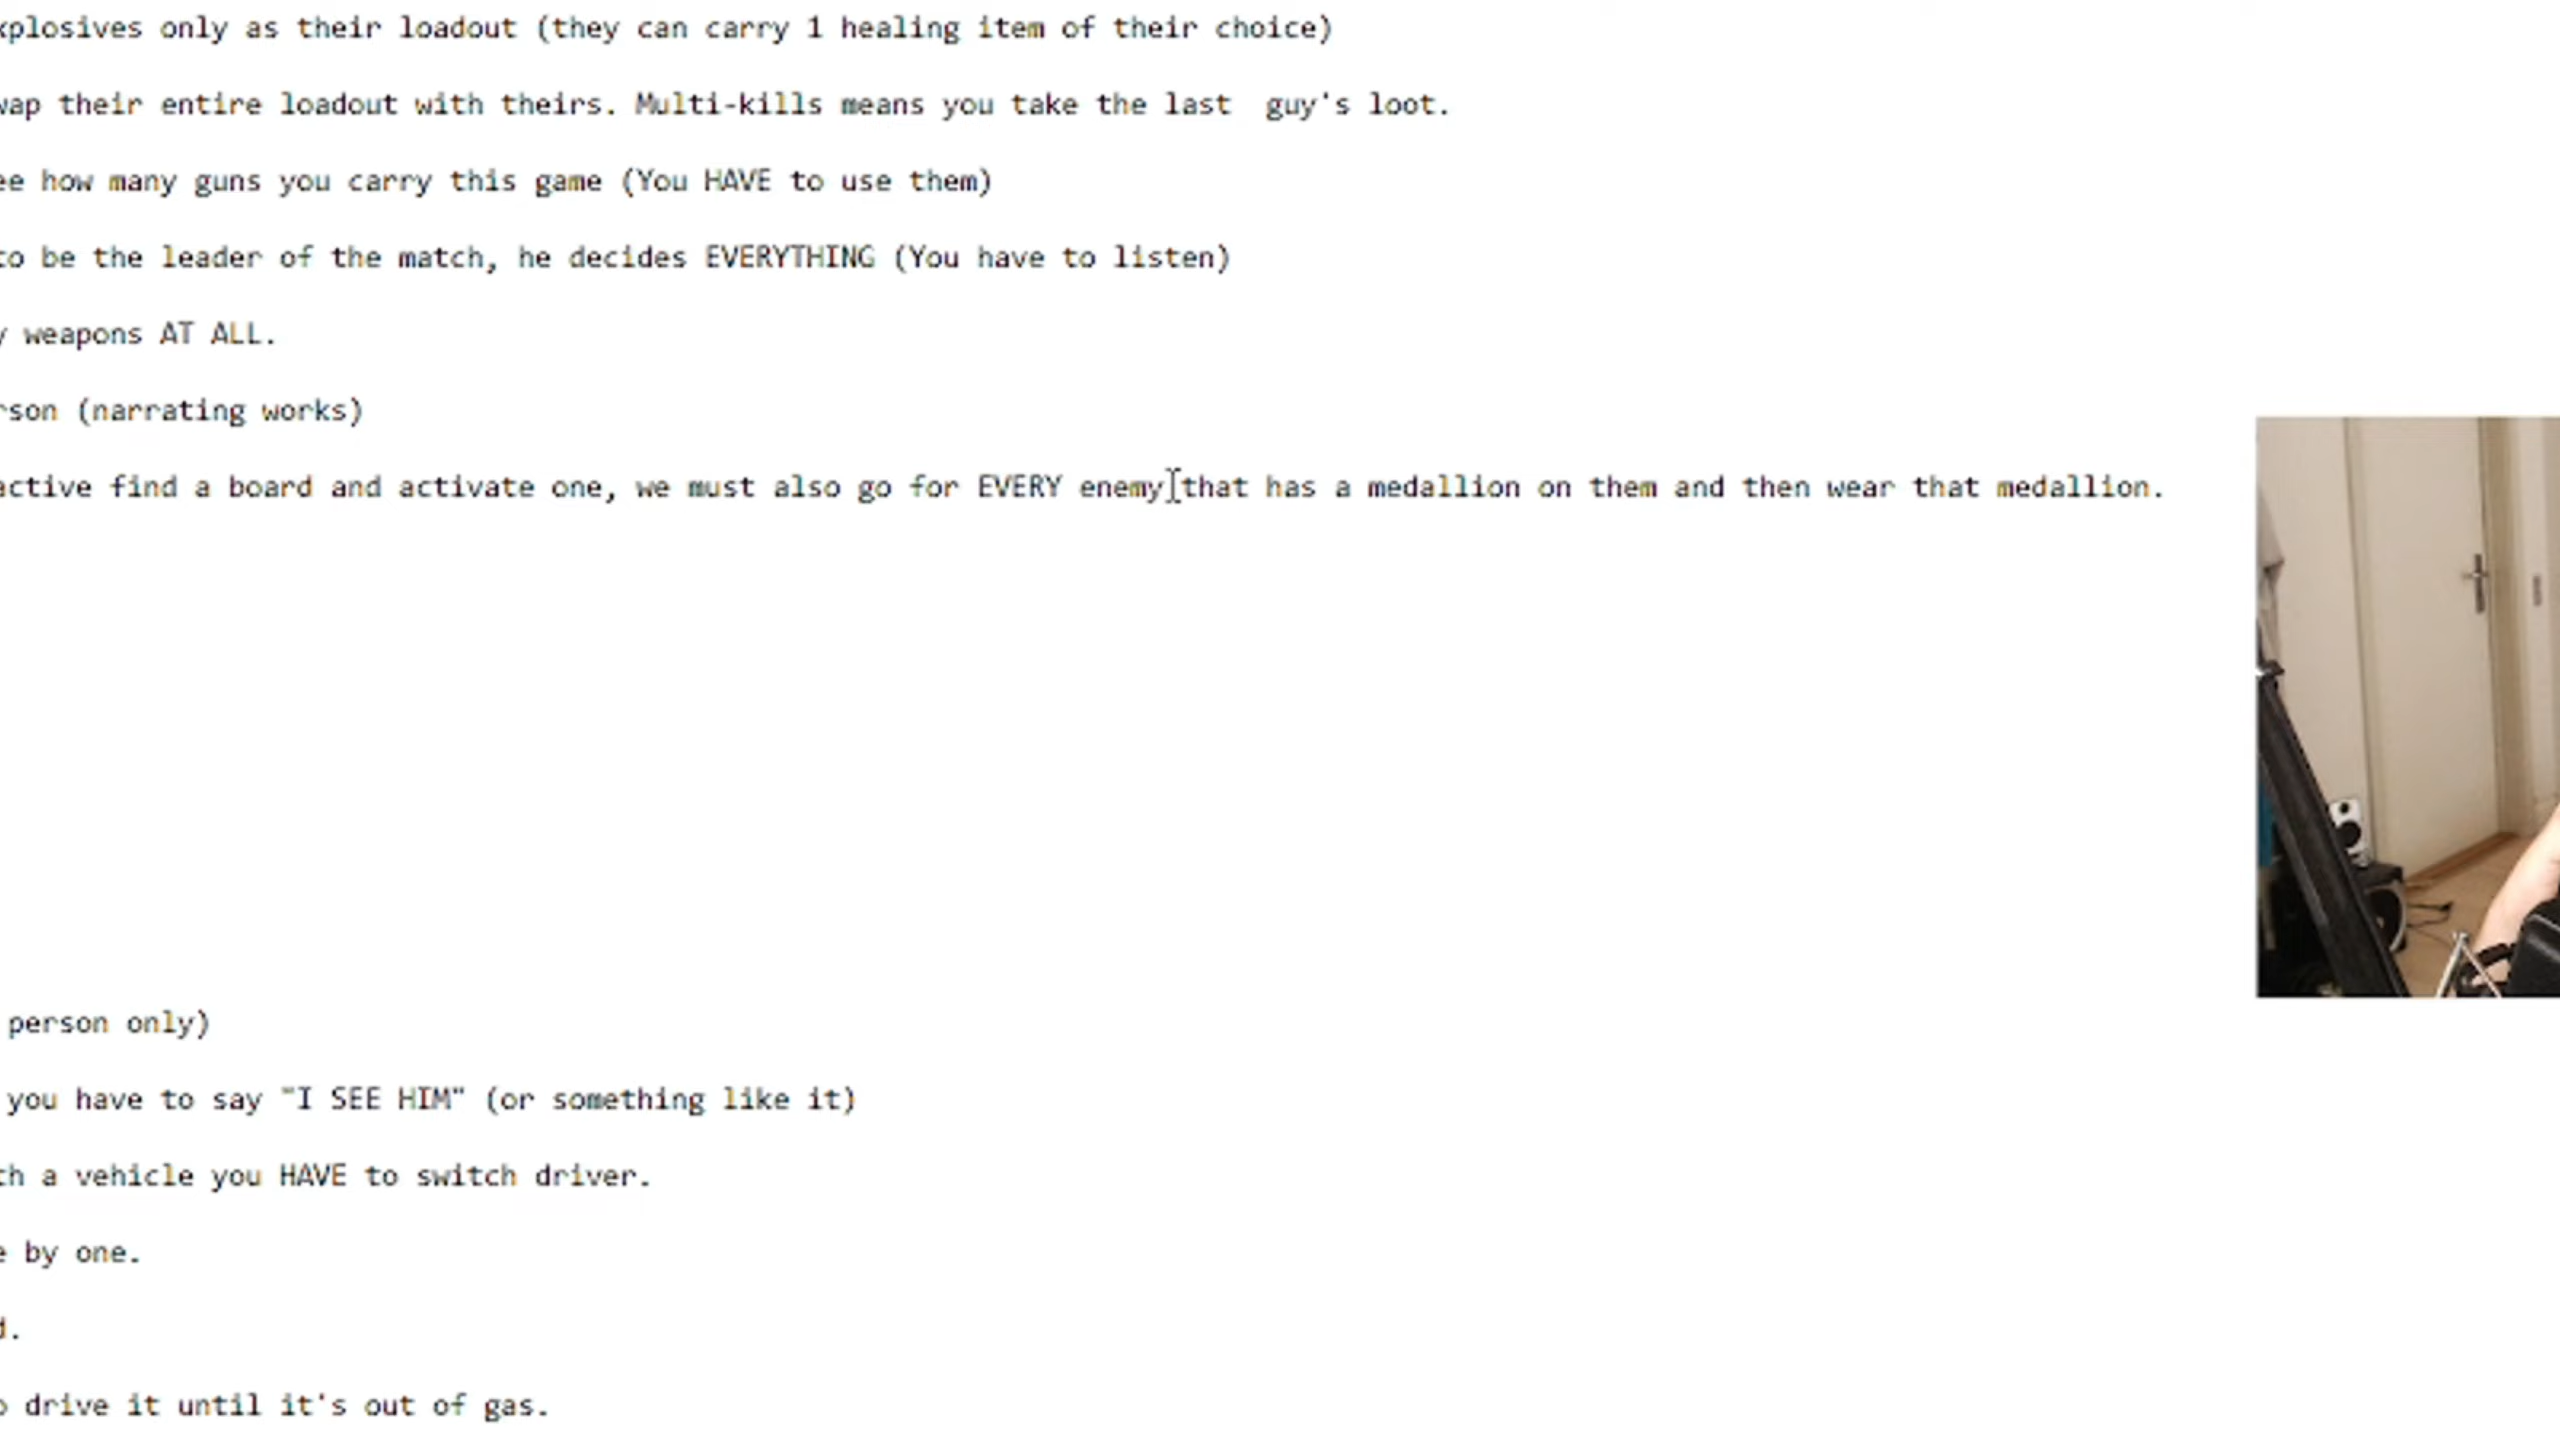 xplosives only as their loadout (they can carry 1 healing item of their choice)
wap their entire loadout with theirs. Multi-kills means you take the last  guy's loot.
ee how many guns you carry this game (You HAVE to use them)
to be the leader of the match, he decides EVERYTHING (You have to listen)
y weapons AT ALL.
rson (narrating works)
active find a board and activate one, we must also go for EVERY enemy that has a medallion on them and then wear that medallion.
person only)
you have to say "I SEE HIM" (or something like it)
th a vehicle you HAVE to switch driver.
e by one.
d.
o drive it until it's out of gas.